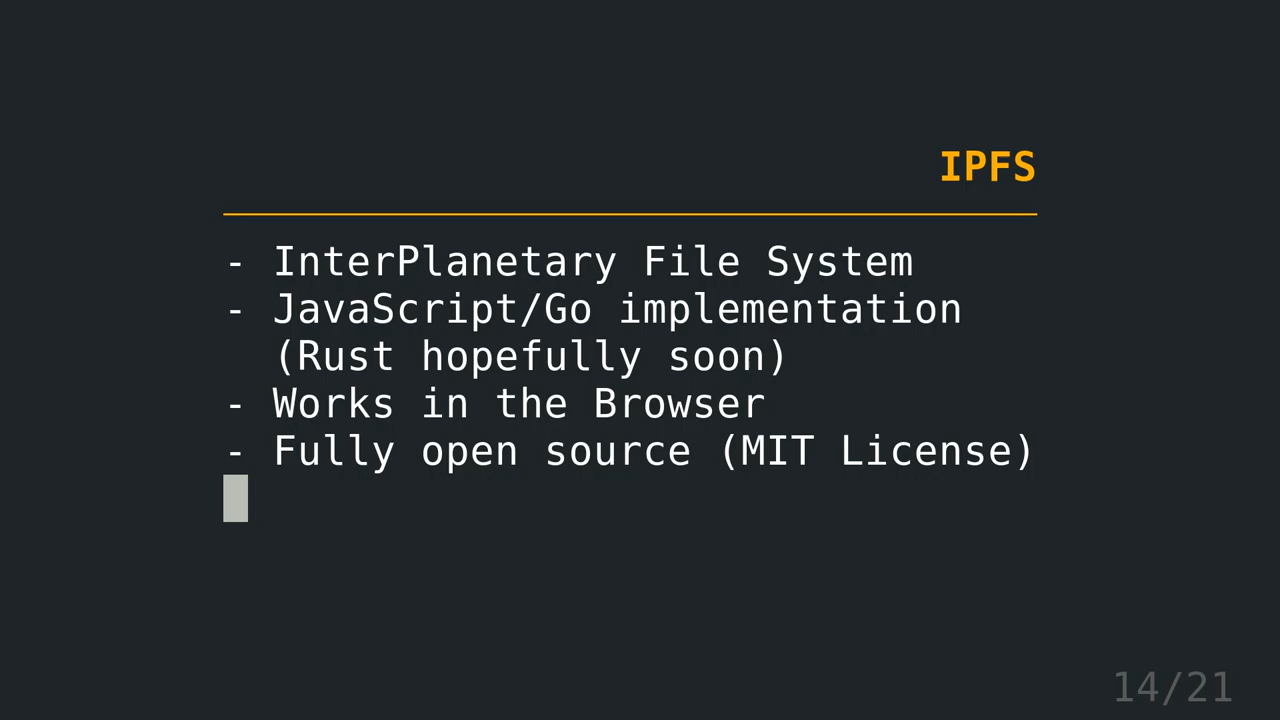 IPFS
- InterPlanetary File System
- JavaScript/Go implementation
(Rust hopefully soon)
- Works in the Browser
- Fully open source (MIT License)
14/21